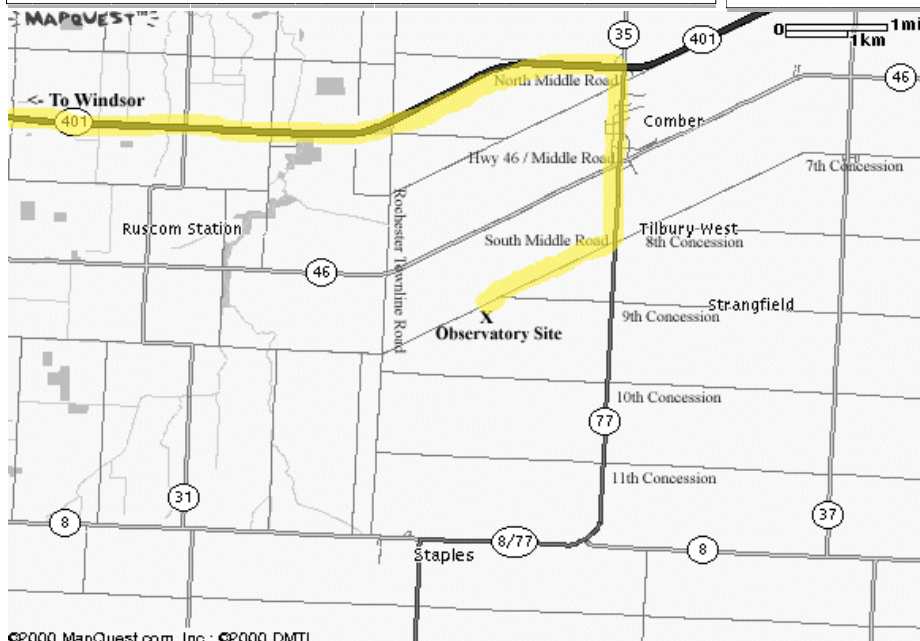 MAPQUEST™
35
401
0 1mi
1km
North Middle Road
46
<- To Windsor
401
Comber
Hwy 46 / Middle Road
7th Concession
Rochester Townline Road
Ruscom Station
Tilbury West
South Middle Road
8th Concession
46
Strangfield
X
9th Concession
Observatory Site
10th Concession
77
11th Concession
31
37
8
8/77
8
Staples
©2000 MapQuest.com, Inc.; ©2000 DMTI